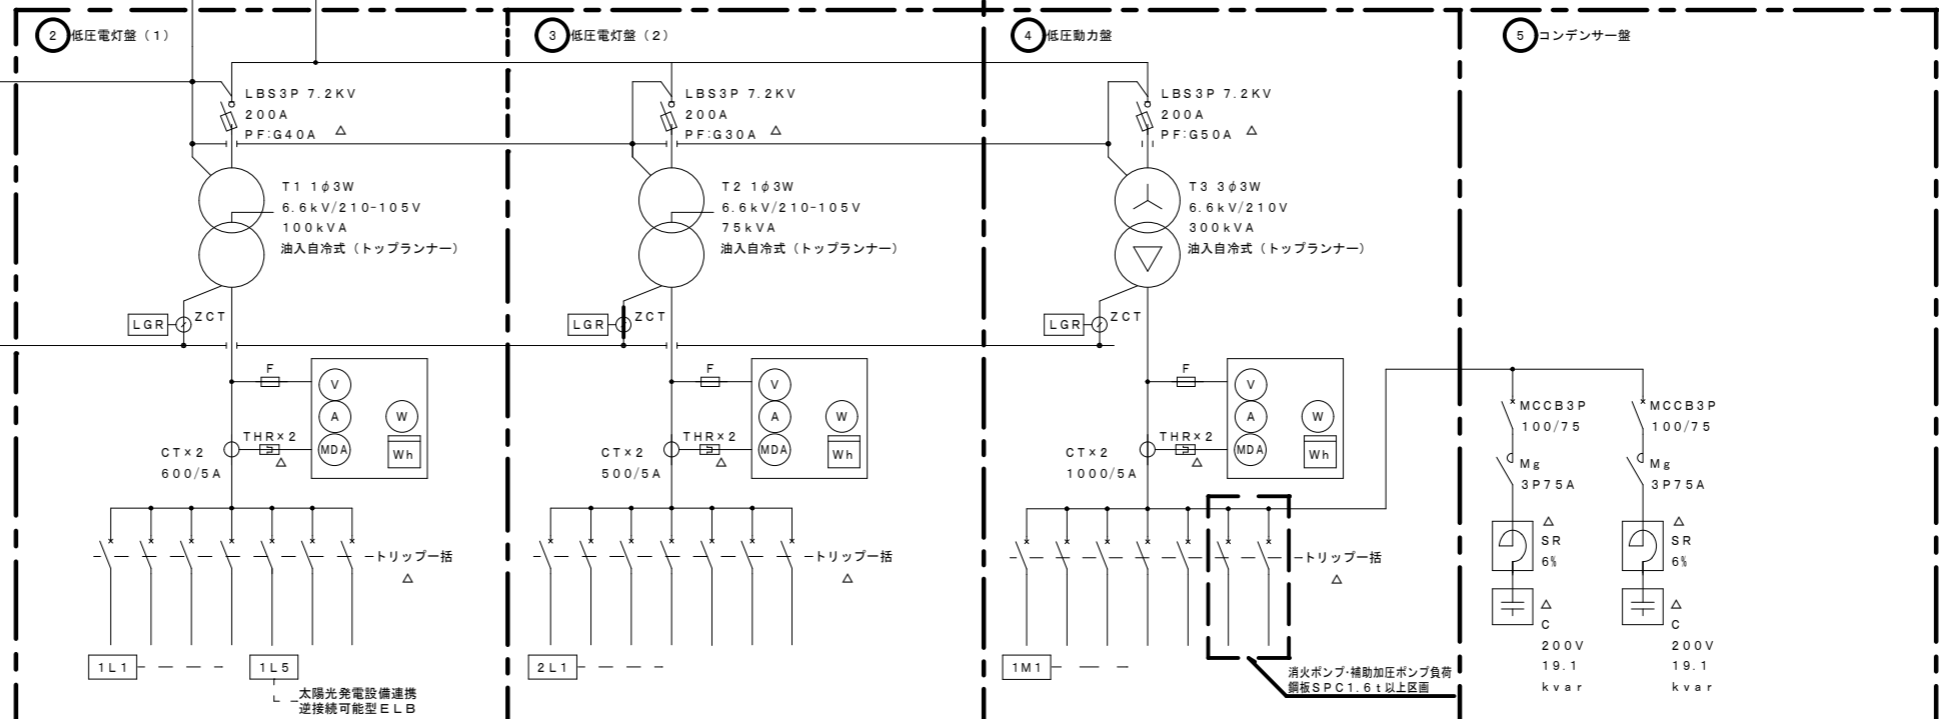 2 低圧電灯盤（1）
LBS3P 7.2KV
200A
PF:G40A △
T1 1φ3W
6.6kV/210-105V
100kVA
油入自冷式（トップランナー）
LGR
ZCT
F
V
A
W
MDA
Wh
THR×2
△
CT×2
600/5A
トリップ一括
△
1L1
1L5
太陽光発電設備連携
逆接続可能型ELB
3 低圧電灯盤（2）
LBS3P 7.2KV
200A
PF:G30A △
T2 1φ3W
6.6kV/210-105V
75kVA
油入自冷式（トップランナー）
LGR
ZCT
F
V
A
W
MDA
Wh
THR×2
△
CT×2
500/5A
トリップ一括
△
2L1
4 低圧動力盤
LBS3P 7.2KV
200A
PF:G50A △
T3 3φ3W
6.6kV/210V
300kVA
油入自冷式（トップランナー）
LGR
ZCT
F
V
A
W
MDA
Wh
THR×2
△
CT×2
1000/5A
トリップ一括
△
1M1
消火ポンプ・補助加圧ポンプ負荷
鋼板SPC1.6t以上区画
5 コンデンサー盤
MCCB3P
100/75
Mg
3P75A
△
SR
6%
△
C
200V
19.1
kvar
MCCB3P
100/75
Mg
3P75A
△
SR
6%
△
C
200V
19.1
kvar